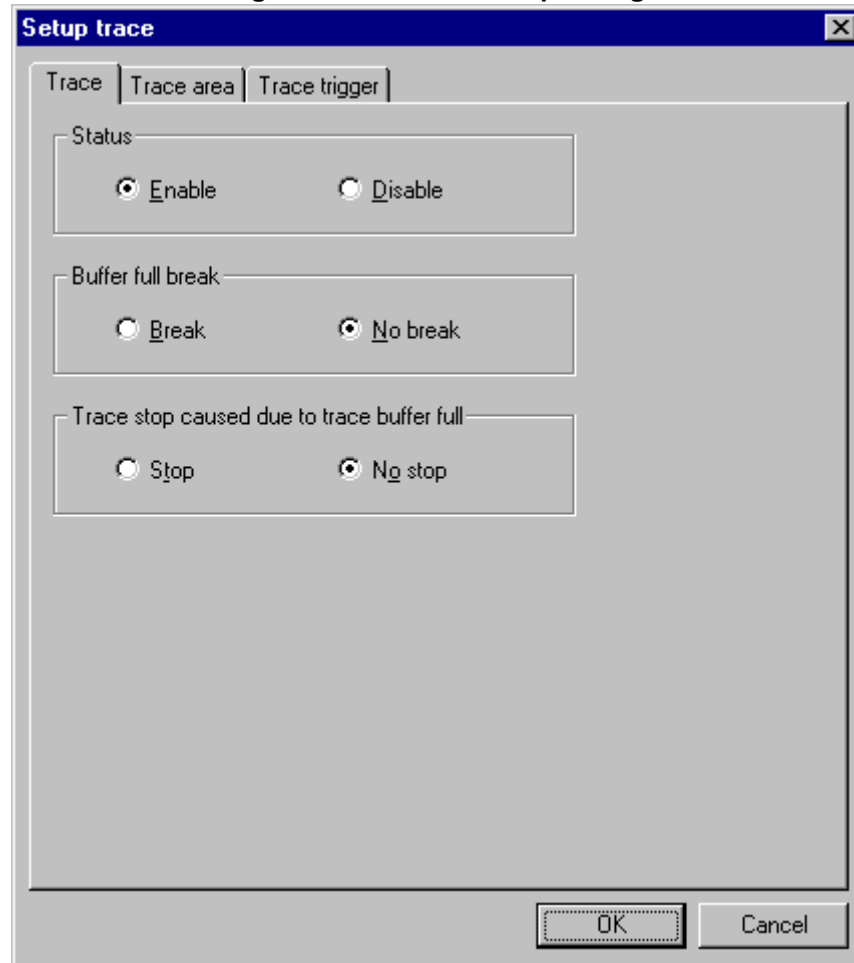 Setup trace
Trace Trace area Trace trigger
Status
Enable Disable
Buffer full break
Break No break
Trace stop caused due to trace buffer full
Stop No stop
OK Cancel